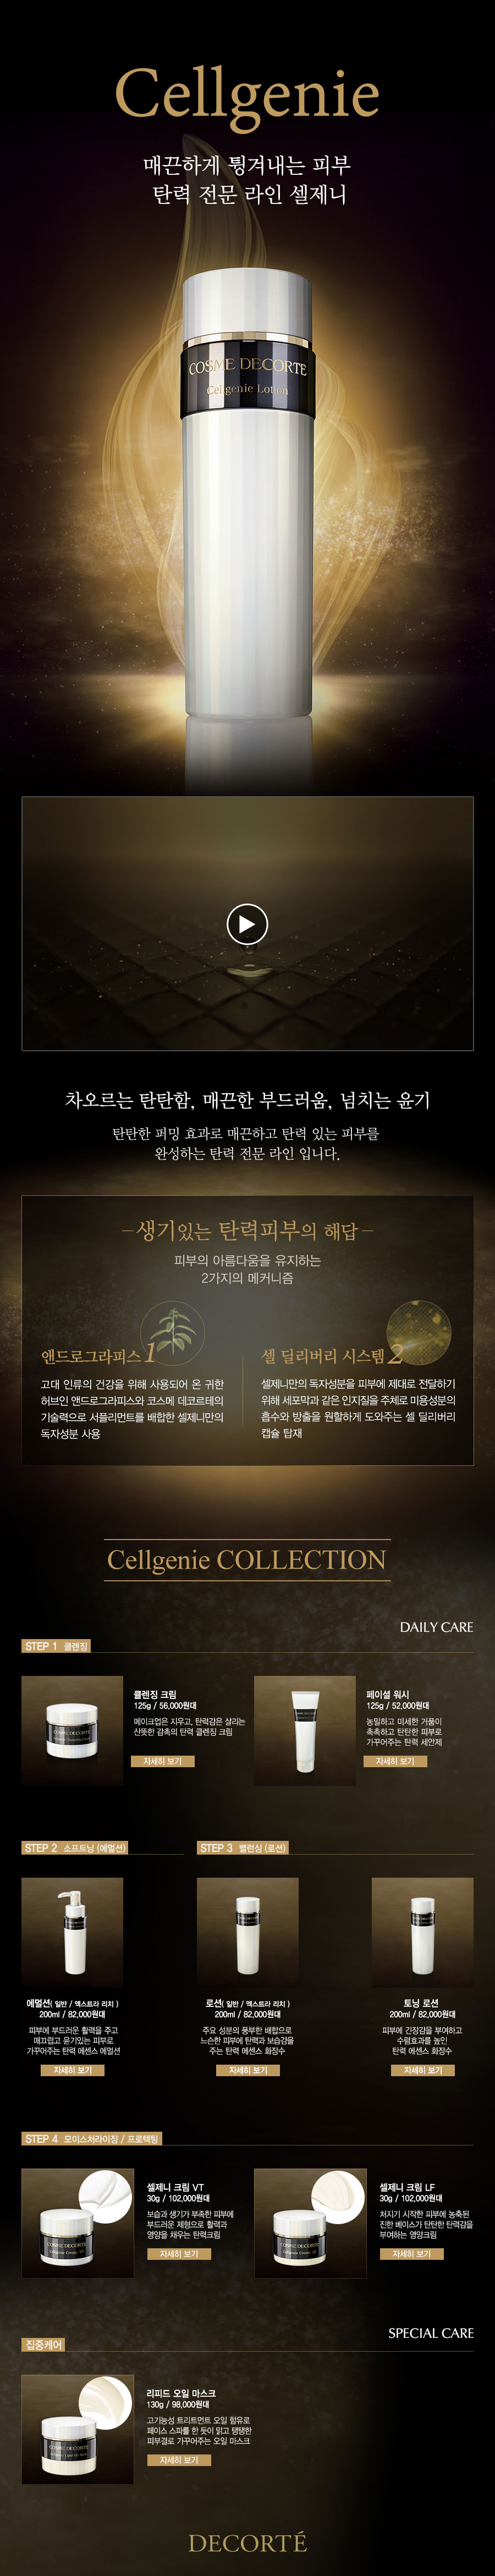 Cellgenie
매끈하게 튕겨내는 피부
탄력 전문 라인 셀제니
COSME DECORTE
Cellgenie Lotion
차오르는 탄탄함, 매끈한 부드러움, 넘치는 윤기
탄탄한 퍼밍 효과로 매끈하고 탄력 있는 피부를
완성하는 탄력 전문 라인 입니다.
–생기있는 탄력피부의 해답–
피부의 아름다움을 유지하는
2가지의 메커니즘
앤드로그라피스 1
고대 인류의 건강을 위해 사용되어 온 귀한
허브인 앤드로그라피스와 코스메 데코르테의
기술력으로 서플리먼트를 배합한 셀제니만의
독자성분 사용
셀 딜리버리 시스템 2
셀제니만의 독자성분을 피부에 제대로 전달하기
위해 세포막과 같은 인지질을 주체로 미용성분의
흡수와 방출을 원할하게 도와주는 셀 딜리버리
캡슐 탑재
Cellgenie COLLECTION
DAILY CARE
STEP 1 클렌징
클렌징 크림
125g / 56,000원대
메이크업은 지우고, 탄력감은 살리는
산뜻한 감촉의 탄력 클렌징 크림
자세히 보기
페이셜 워시
125g / 52,000원대
농밀하고 미세한 거품이
촉촉하고 탄탄한 피부로
가꾸어주는 탄력 세안제
자세히 보기
STEP 2 소프트닝 (에멀션)
STEP 3 밸런싱 (로션)
에멀션( 일반 / 엑스트라 리치 )
200ml / 82,000원대
피부에 부드러운 활력을 주고
매끄럽고 윤기있는 피부로
가꾸어주는 탄력 에센스 에멀션
자세히 보기
로션( 일반 / 엑스트라 리치 )
200ml / 82,000원대
주요 성분의 풍부한 배합으로
느슨한 피부에 탄력과 보습감을
주는 탄력 에센스 화장수
자세히 보기
토닝 로션
200ml / 82,000원대
피부에 긴장감을 부여하고
수렴효과를 높인
탄력 에센스 화장수
자세히 보기
STEP 4 모이스처라이징 / 프로텍팅
COSME DECORTE
Cellgenie Cream VT
셀제니 크림 VT
30g / 102,000원대
보습과 생기가 부족한 피부에
부드러운 제형으로 활력과
영양을 채우는 탄력크림
자세히 보기
COSME DECORTE
Cellgenie Cream LF
셀제니 크림 LF
30g / 102,000원대
처지기 시작한 피부에 농축된
진한 베이스가 탄탄한 탄력감을
부여하는 영양크림
자세히 보기
SPECIAL CARE
집중케어
COSME DECORTE
리피드 오일 마스크
130g / 98,000원대
고기능성 트리트먼트 오일 함유로
페이스 스파를 한 듯이 맑고 탱탱한
피부결로 가꾸어주는 오일 마스크
자세히 보기
DECORTÉ